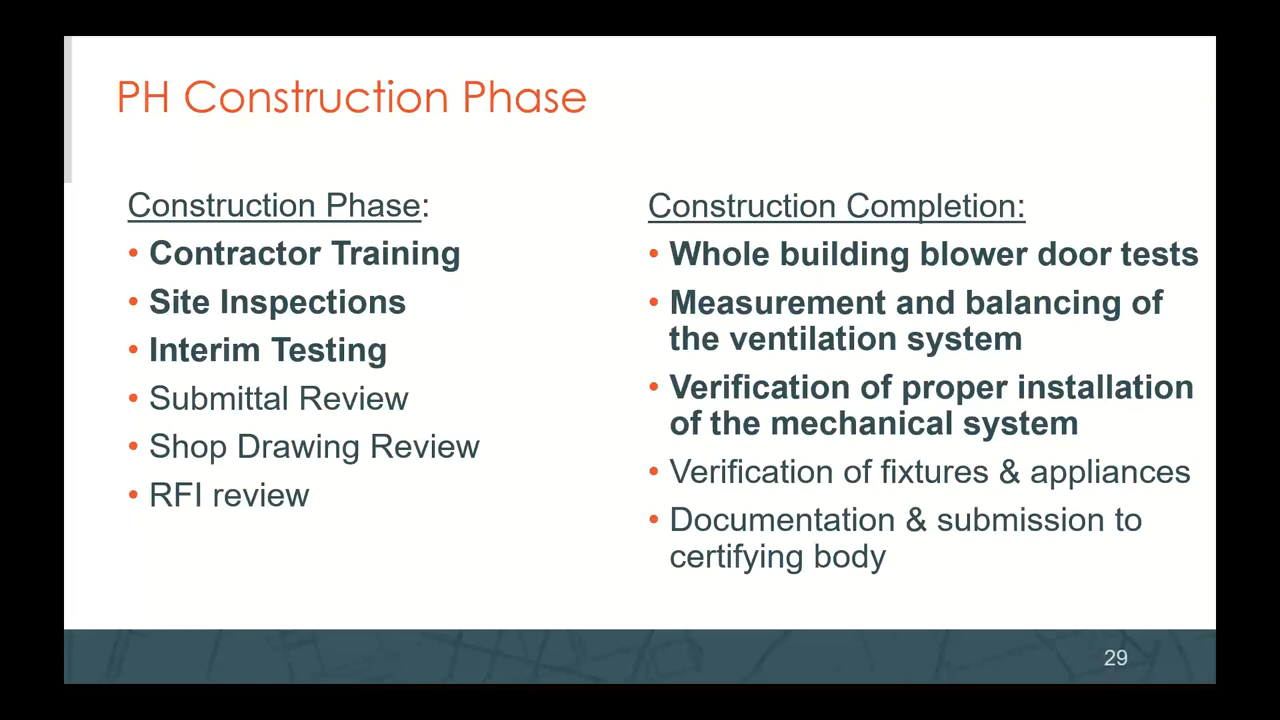 PH Construction Phase
Construction Phase:
• Contractor Training
• Site Inspections
• Interim Testing
• Submittal Review
• Shop Drawing Review
• RFI review
Construction Completion:
• Whole building blower door tests
• Measurement and balancing of
the ventilation system
• Verification of proper installation
of the mechanical system
• Verification of fixtures & appliances
• Documentation & submission to
certifying body
29